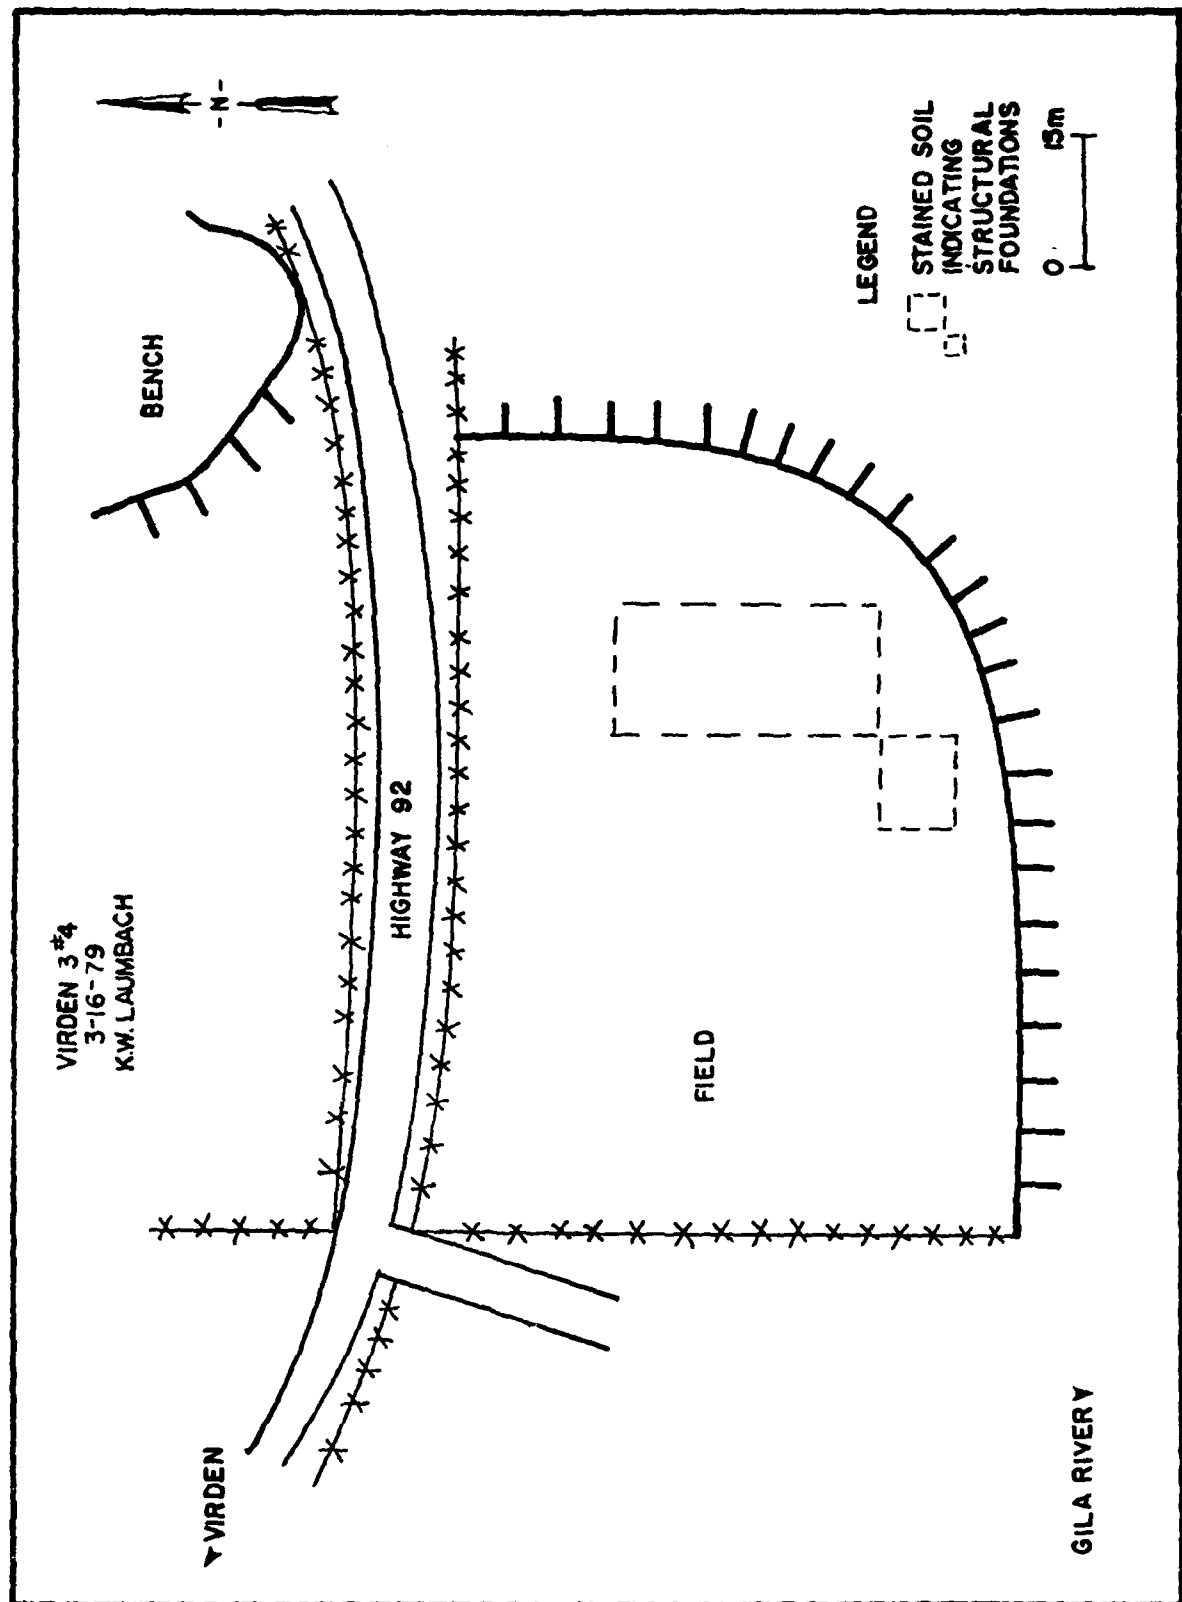 VIRDEN 3 #4
3-16-79
K.W. LAUMBACH
BENCH
-N-
VIRDEN
HIGHWAY 92
FIELD
LEGEND
STAINED SOIL
INDICATING
STRUCTURAL
FOUNDATIONS
0 15m
GILA RIVER